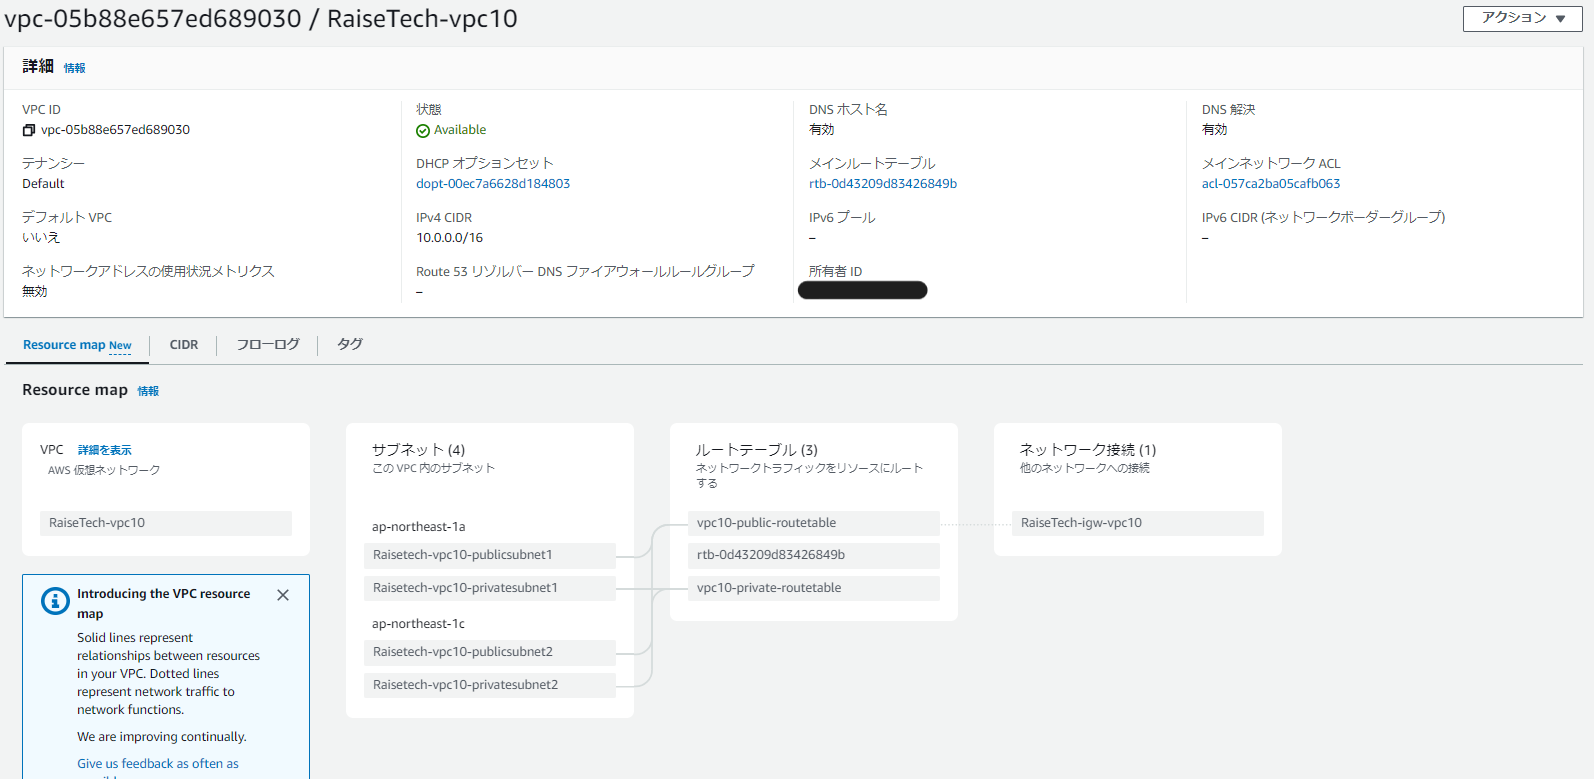 vpc-05b88e657ed689030 / RaiseTech-vpc10
アクション ▼
詳細 情報
VPC ID
vpc-05b88e657ed689030
状態
Available
DNS ホスト名
有効
DNS 解決
有効
テナンシー
Default
DHCP オプションセット
dopt-00ec7a6628d184803
メインルートテーブル
rtb-0d43209d83426849b
メインネットワーク ACL
acl-057ca2ba05cafb063
デフォルト VPC
いいえ
IPv4 CIDR
10.0.0.0/16
IPv6 プール
–
IPv6 CIDR (ネットワークボーダーグループ)
–
ネットワークアドレスの使用状況メトリクス
無効
Route 53 リゾルバー DNS ファイアウォールルールグループ
–
所有者 ID
Resource map New
CIDR
フローログ
タグ
Resource map 情報
VPC 詳細を表示
AWS 仮想ネットワーク
RaiseTech-vpc10
サブネット (4)
この VPC 内のサブネット
ap-northeast-1a
Raisetech-vpc10-publicsubnet1
Raisetech-vpc10-privatesubnet1
ap-northeast-1c
Raisetech-vpc10-publicsubnet2
Raisetech-vpc10-privatesubnet2
ルートテーブル (3)
ネットワークトラフィックをリソースにルート
する
vpc10-public-routetable
rtb-0d43209d83426849b
vpc10-private-routetable
ネットワーク接続 (1)
他のネットワークへの接続
RaiseTech-igw-vpc10
Introducing the VPC resource
map
Solid lines represent
relationships between resources
in your VPC. Dotted lines
represent network traffic to
network functions.
We are improving continually.
Give us feedback as often as